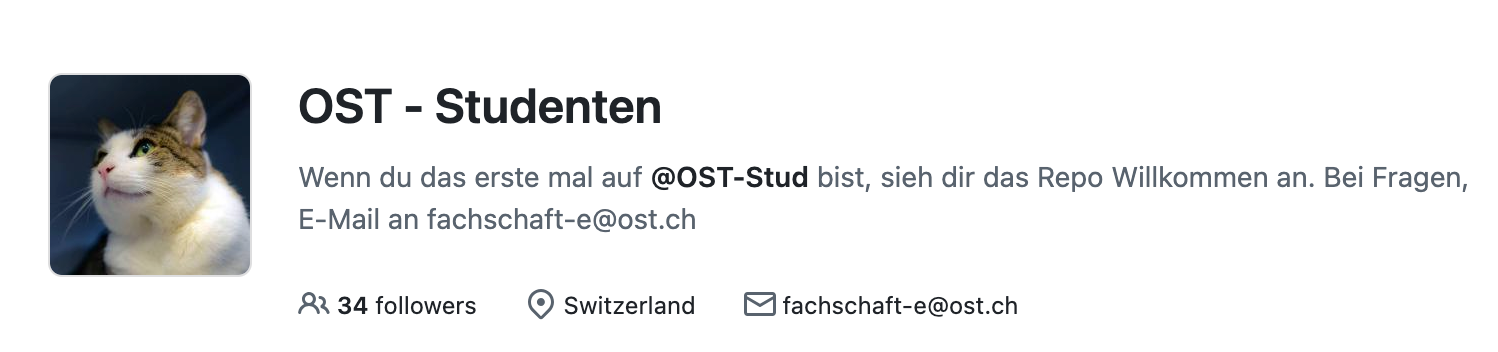 OST - Studenten
Wenn du das erste mal auf @OST-Stud bist, sieh dir das Repo Willkommen an. Bei Fragen,
E-Mail an fachschaft-e@ost.ch
34 followers Switzerland fachschaft-e@ost.ch